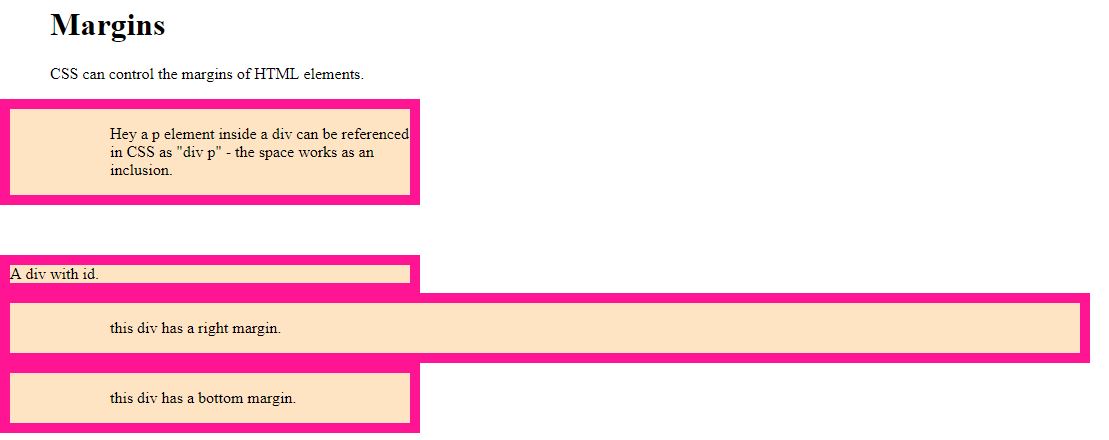 Margins
CSS can control the margins of HTML elements.
Hey a p element inside a div can be referenced
in CSS as "div p" - the space works as an
inclusion.
A div with id.
this div has a right margin.
this div has a bottom margin.